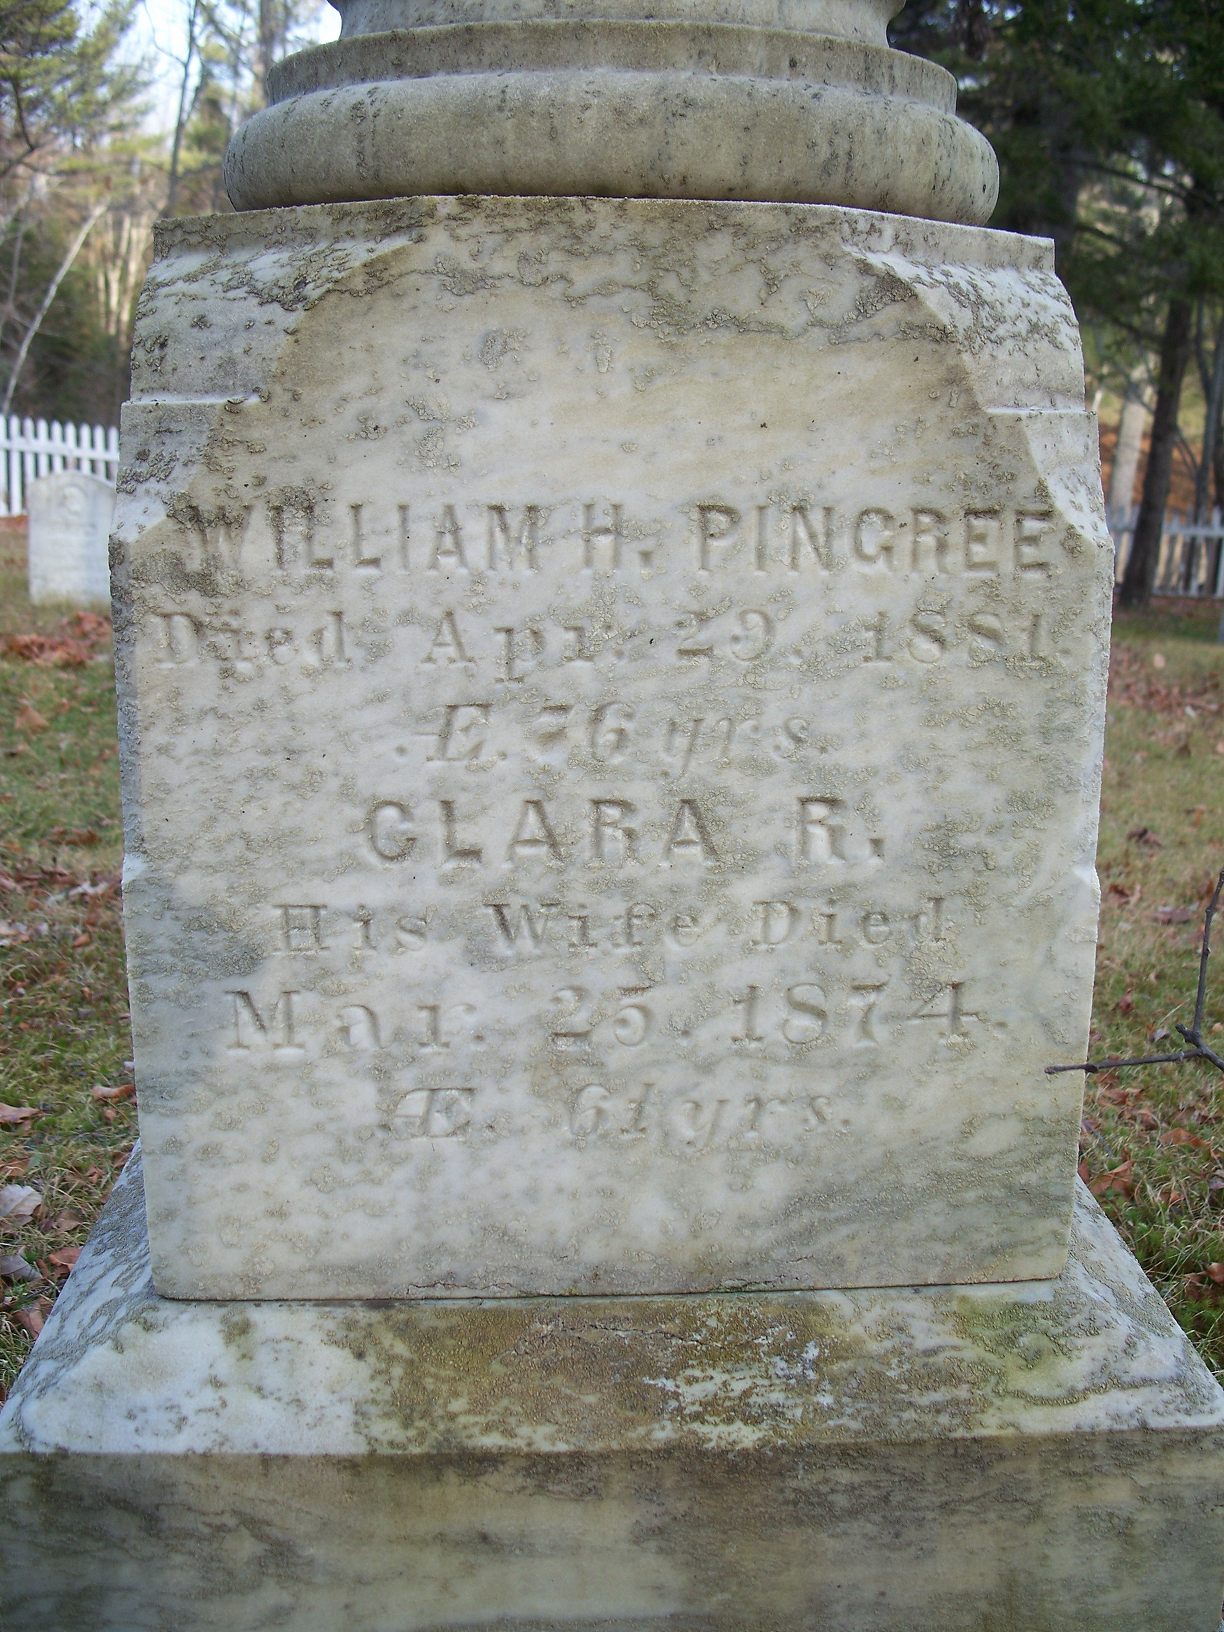 WILLIAM H. PINGREE
Died Apr. 29. 1881.
Æ. 76 yrs.
CLARA R.
His Wife Died
Mar. 25. 1874.
Æ. 61 yrs.